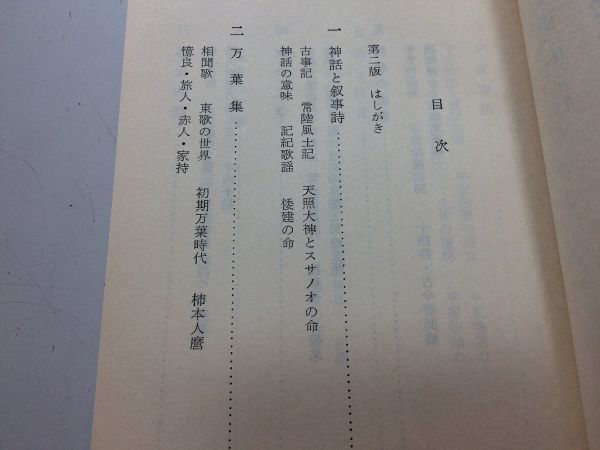 目次
第二版　はしがき
一　神話と叙事詩……………………
古事記　常陸風土記　天照大神とスサノオの命
神話の意味　記紀歌謡　倭建の命
二　万葉集……………………
相聞歌　東歌の世界　初期万葉時代　柿本人麿
憶良・旅人・赤人・家持